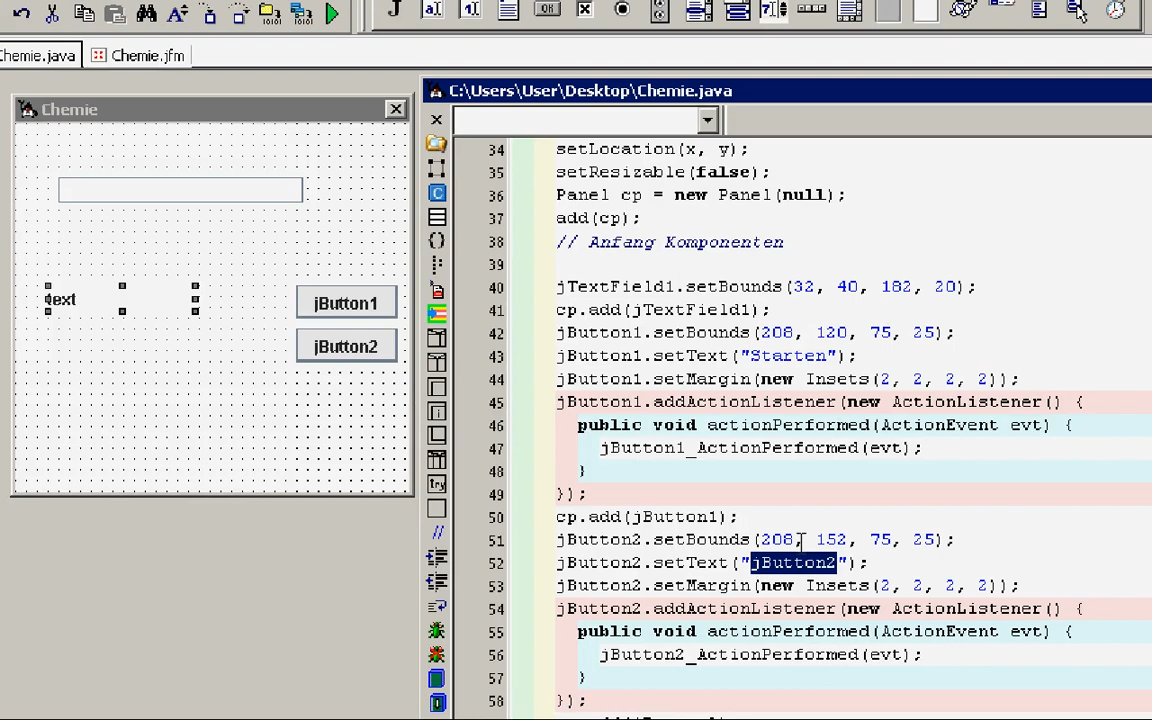 Chemie.java
Chemie.jfm
Chemie
text
jButton1
jButton2
C:\Users\User\Desktop\Chemie.java
34 setLocation(x, y);
35 setResizable(false);
36 Panel cp = new Panel(null);
37 add(cp);
38 // Anfang Komponenten
39
40 jTextField1.setBounds(32, 40, 182, 20);
41 cp.add(jTextField1);
42 jButton1.setBounds(208, 120, 75, 25);
43 jButton1.setText("Starten");
44 jButton1.setMargin(new Insets(2, 2, 2, 2));
45 jButton1.addActionListener(new ActionListener() {
46 public void actionPerformed(ActionEvent evt) {
47 jButton1_ActionPerformed(evt);
48 }
49 });
50 cp.add(jButton1);
51 jButton2.setBounds(208, 152, 75, 25);
52 jButton2.setText("jButton2");
53 jButton2.setMargin(new Insets(2, 2, 2, 2));
54 jButton2.addActionListener(new ActionListener() {
55 public void actionPerformed(ActionEvent evt) {
56 jButton2_ActionPerformed(evt);
57 }
58 });